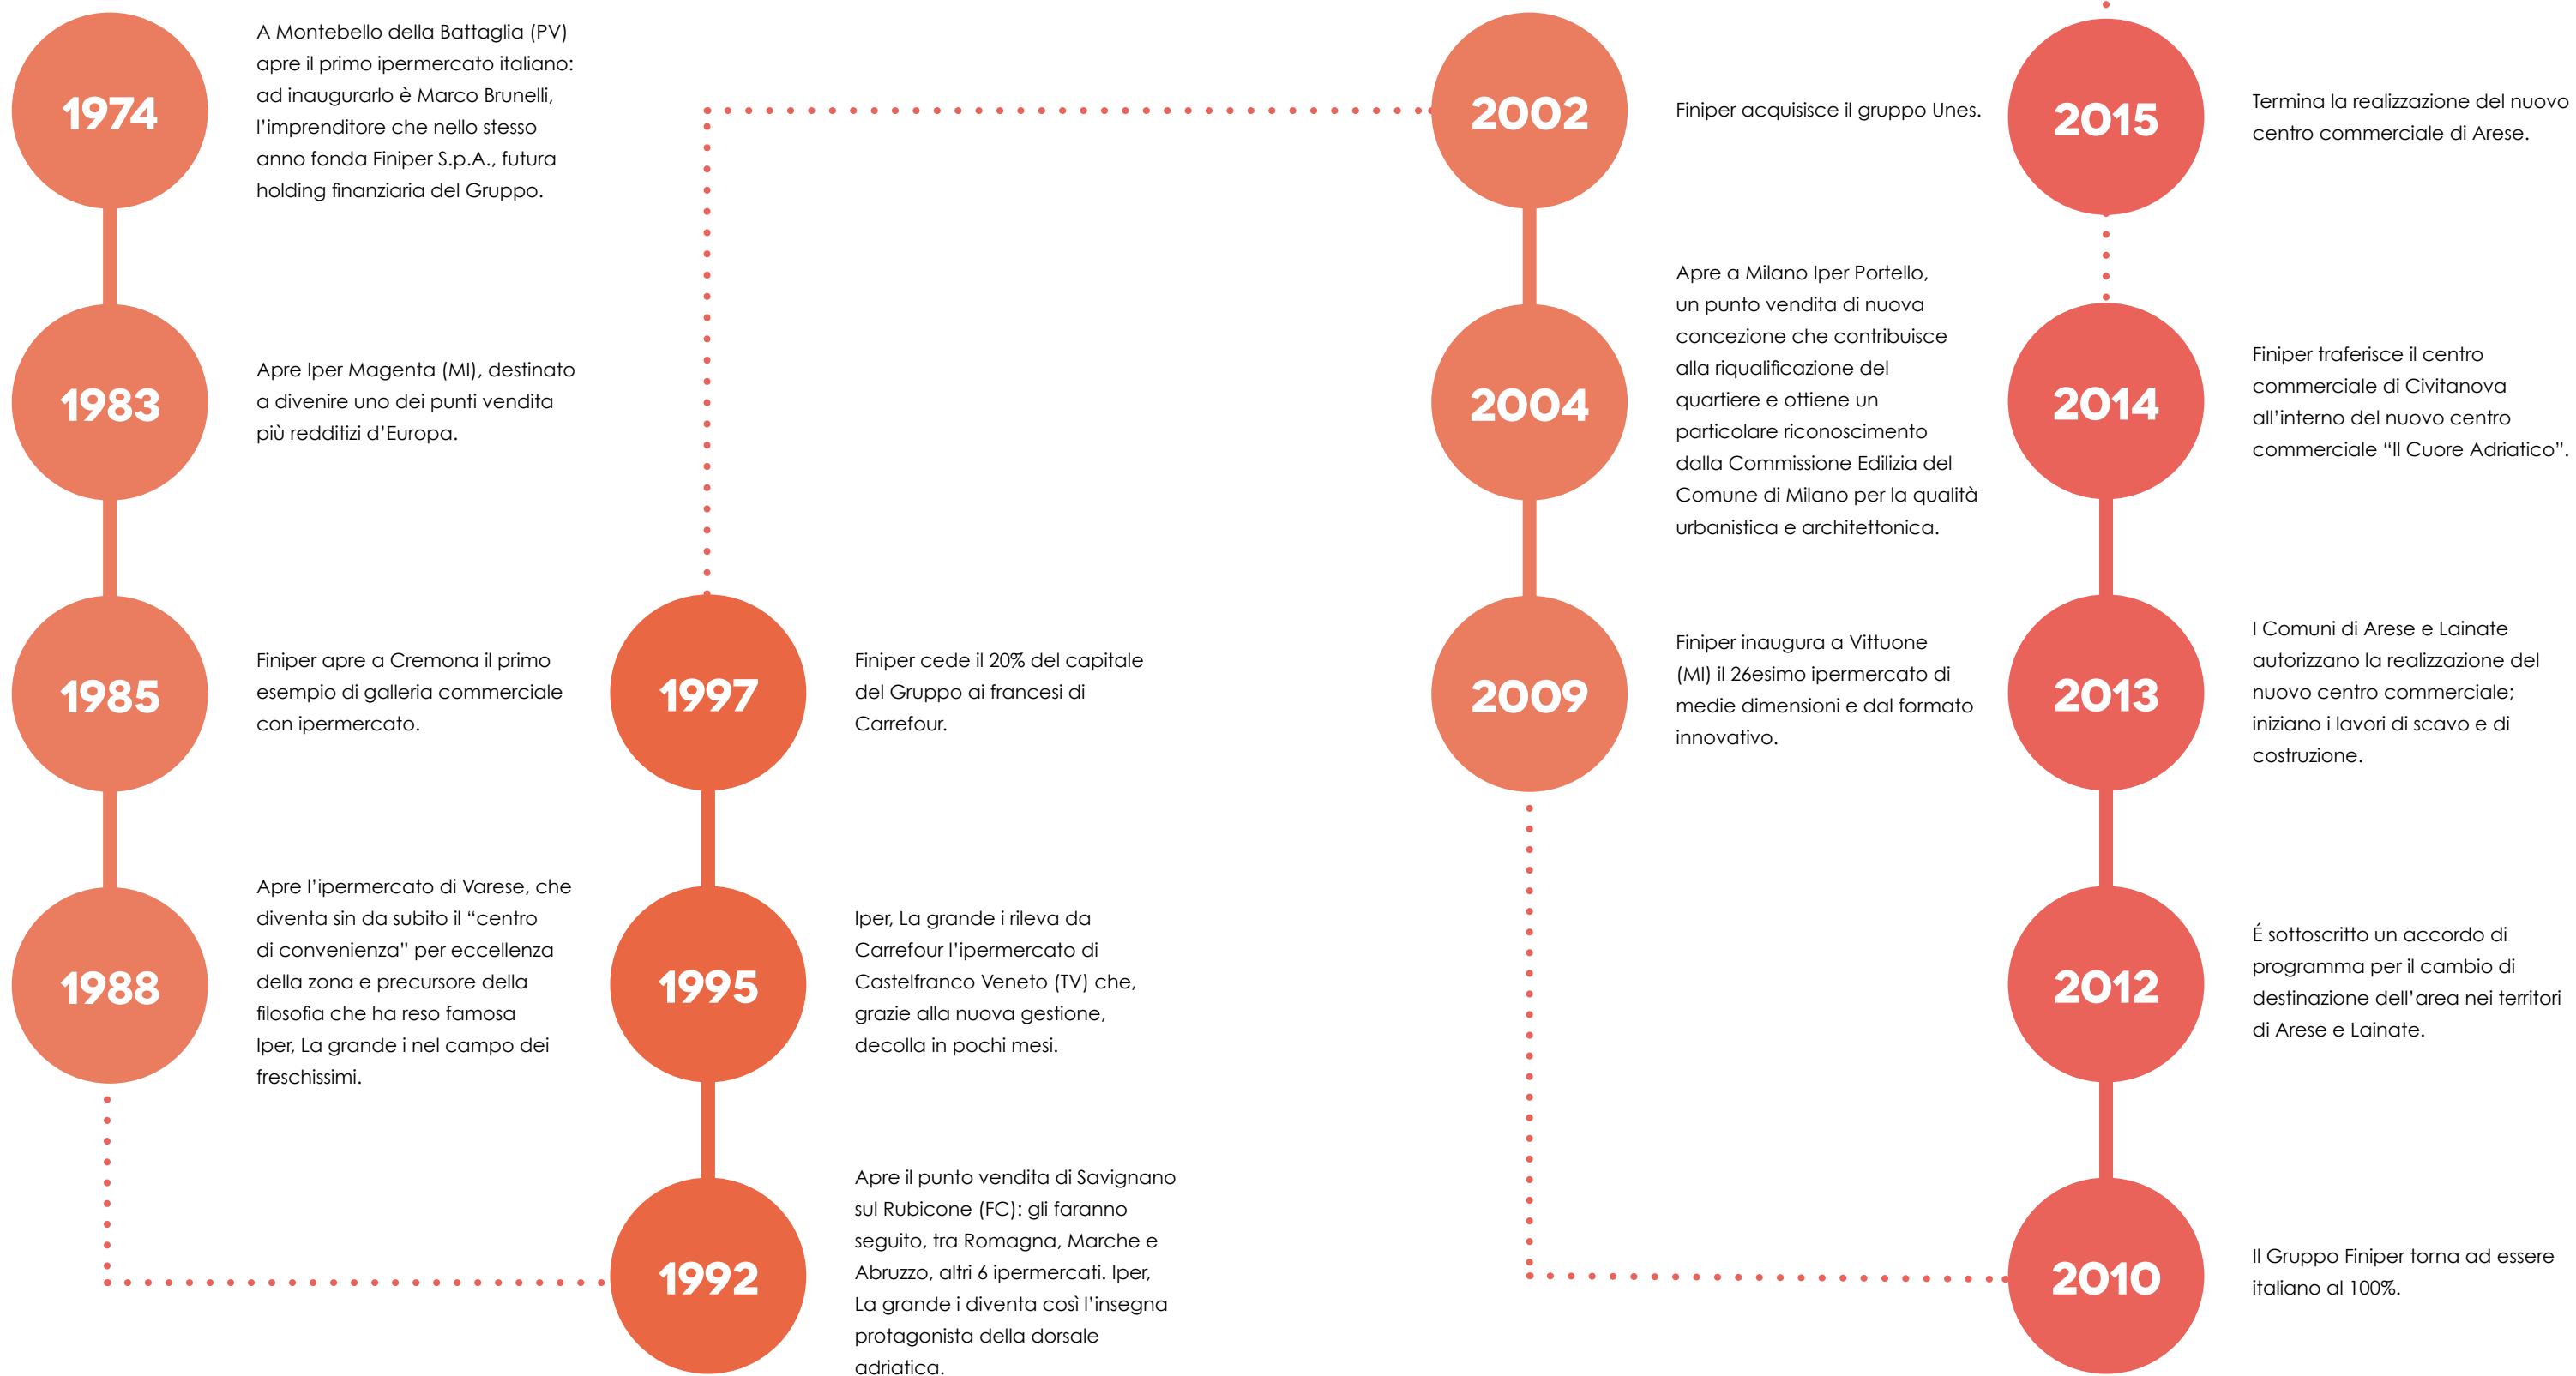 1974
A Montebello della Battaglia (PV)
apre il primo ipermercato italiano:
ad inaugurarlo è Marco Brunelli,
l’imprenditore che nello stesso
anno fonda Finiper S.p.A., futura
holding finanziaria del Gruppo.
1983
Apre Iper Magenta (MI), destinato
a divenire uno dei punti vendita
più redditizi d’Europa.
1985
Finiper apre a Cremona il primo
esempio di galleria commerciale
con ipermercato.
1988
Apre l’ipermercato di Varese, che
diventa sin da subito il “centro
di convenienza” per eccellenza
della zona e precursore della
filosofia che ha reso famosa
Iper, La grande i nel campo dei
freschissimi.
1992
Apre il punto vendita di Savignano
sul Rubicone (FC): gli faranno
seguito, tra Romagna, Marche e
Abruzzo, altri 6 ipermercati. Iper,
La grande i diventa così l’insegna
protagonista della dorsale
adriatica.
1995
Iper, La grande i rileva da
Carrefour l’ipermercato di
Castelfranco Veneto (TV) che,
grazie alla nuova gestione,
decolla in pochi mesi.
1997
Finiper cede il 20% del capitale
del Gruppo ai francesi di
Carrefour.
2002
Finiper acquisisce il gruppo Unes.
2004
Apre a Milano Iper Portello,
un punto vendita di nuova
concezione che contribuisce
alla riqualificazione del
quartiere e ottiene un
particolare riconoscimento
dalla Commissione Edilizia del
Comune di Milano per la qualità
urbanistica e architettonica.
2009
Finiper inaugura a Vittuone
(MI) il 26esimo ipermercato di
medie dimensioni e dal formato
innovativo.
2010
Il Gruppo Finiper torna ad essere
italiano al 100%.
2012
É sottoscritto un accordo di
programma per il cambio di
destinazione dell’area nei territori
di Arese e Lainate.
2013
I Comuni di Arese e Lainate
autorizzano la realizzazione del
nuovo centro commerciale;
iniziano i lavori di scavo e di
costruzione.
2014
Finiper traferisce il centro
commerciale di Civitanova
all’interno del nuovo centro
commerciale “Il Cuore Adriatico”.
2015
Termina la realizzazione del nuovo
centro commerciale di Arese.